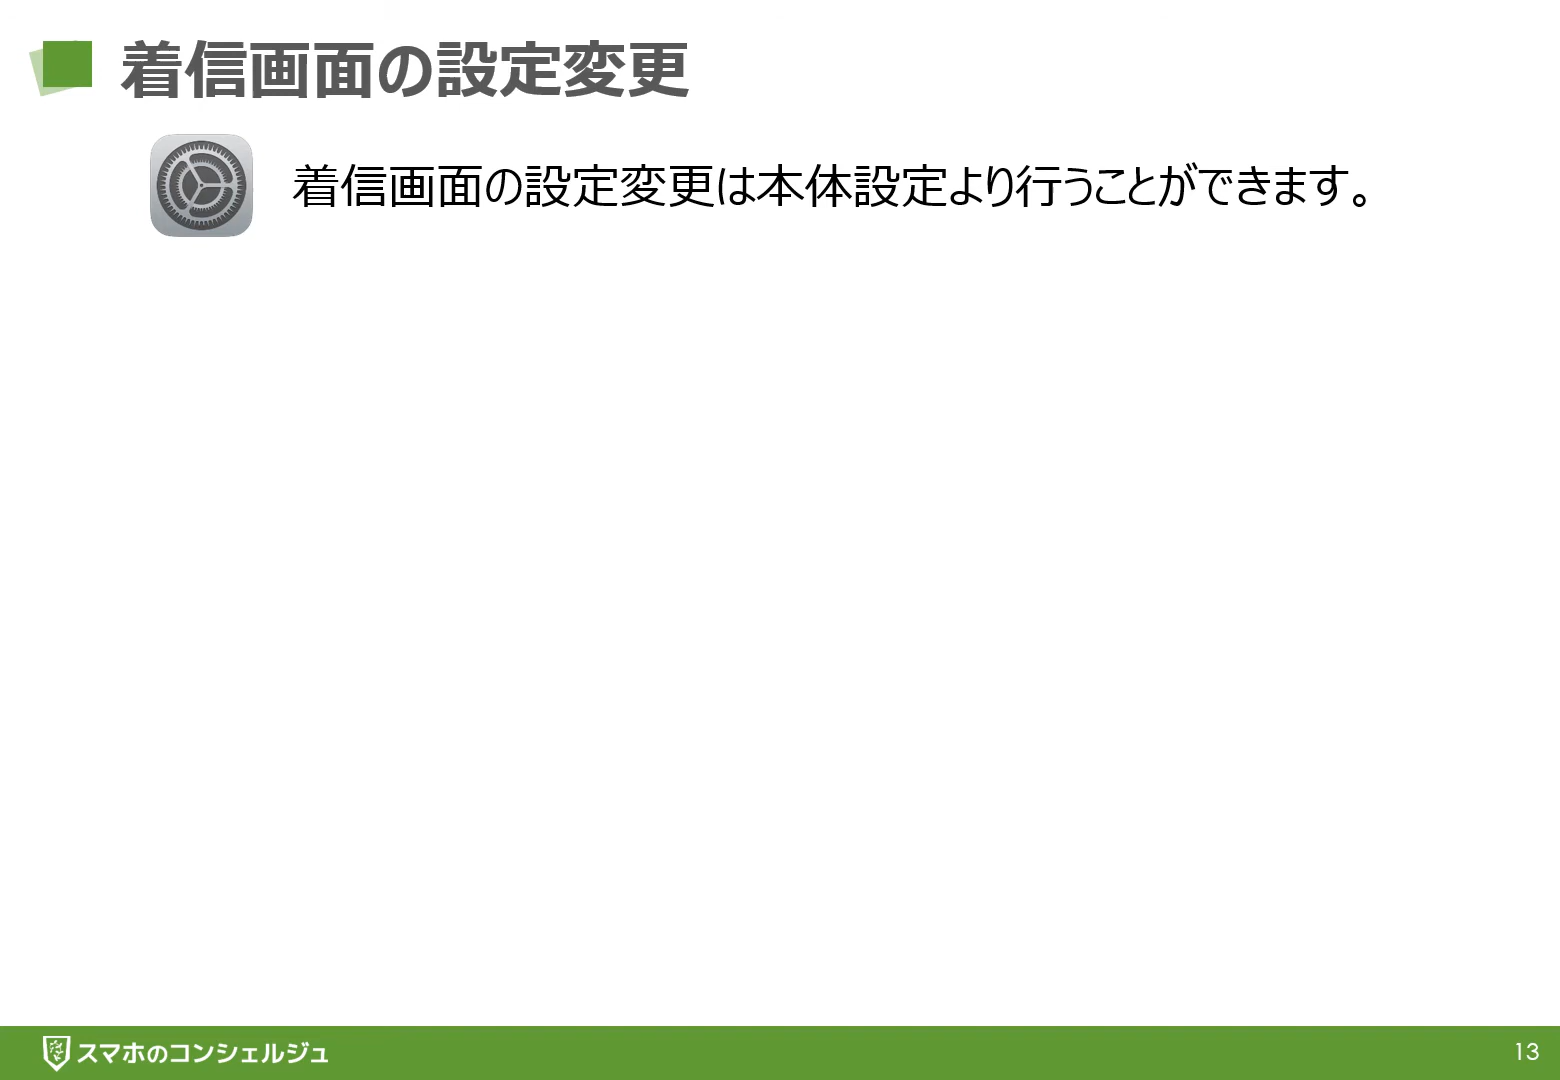 着信画面の設定変更
着信画面の設定変更は本体設定より行うことができます。
スマホのコンシェルジュ
13